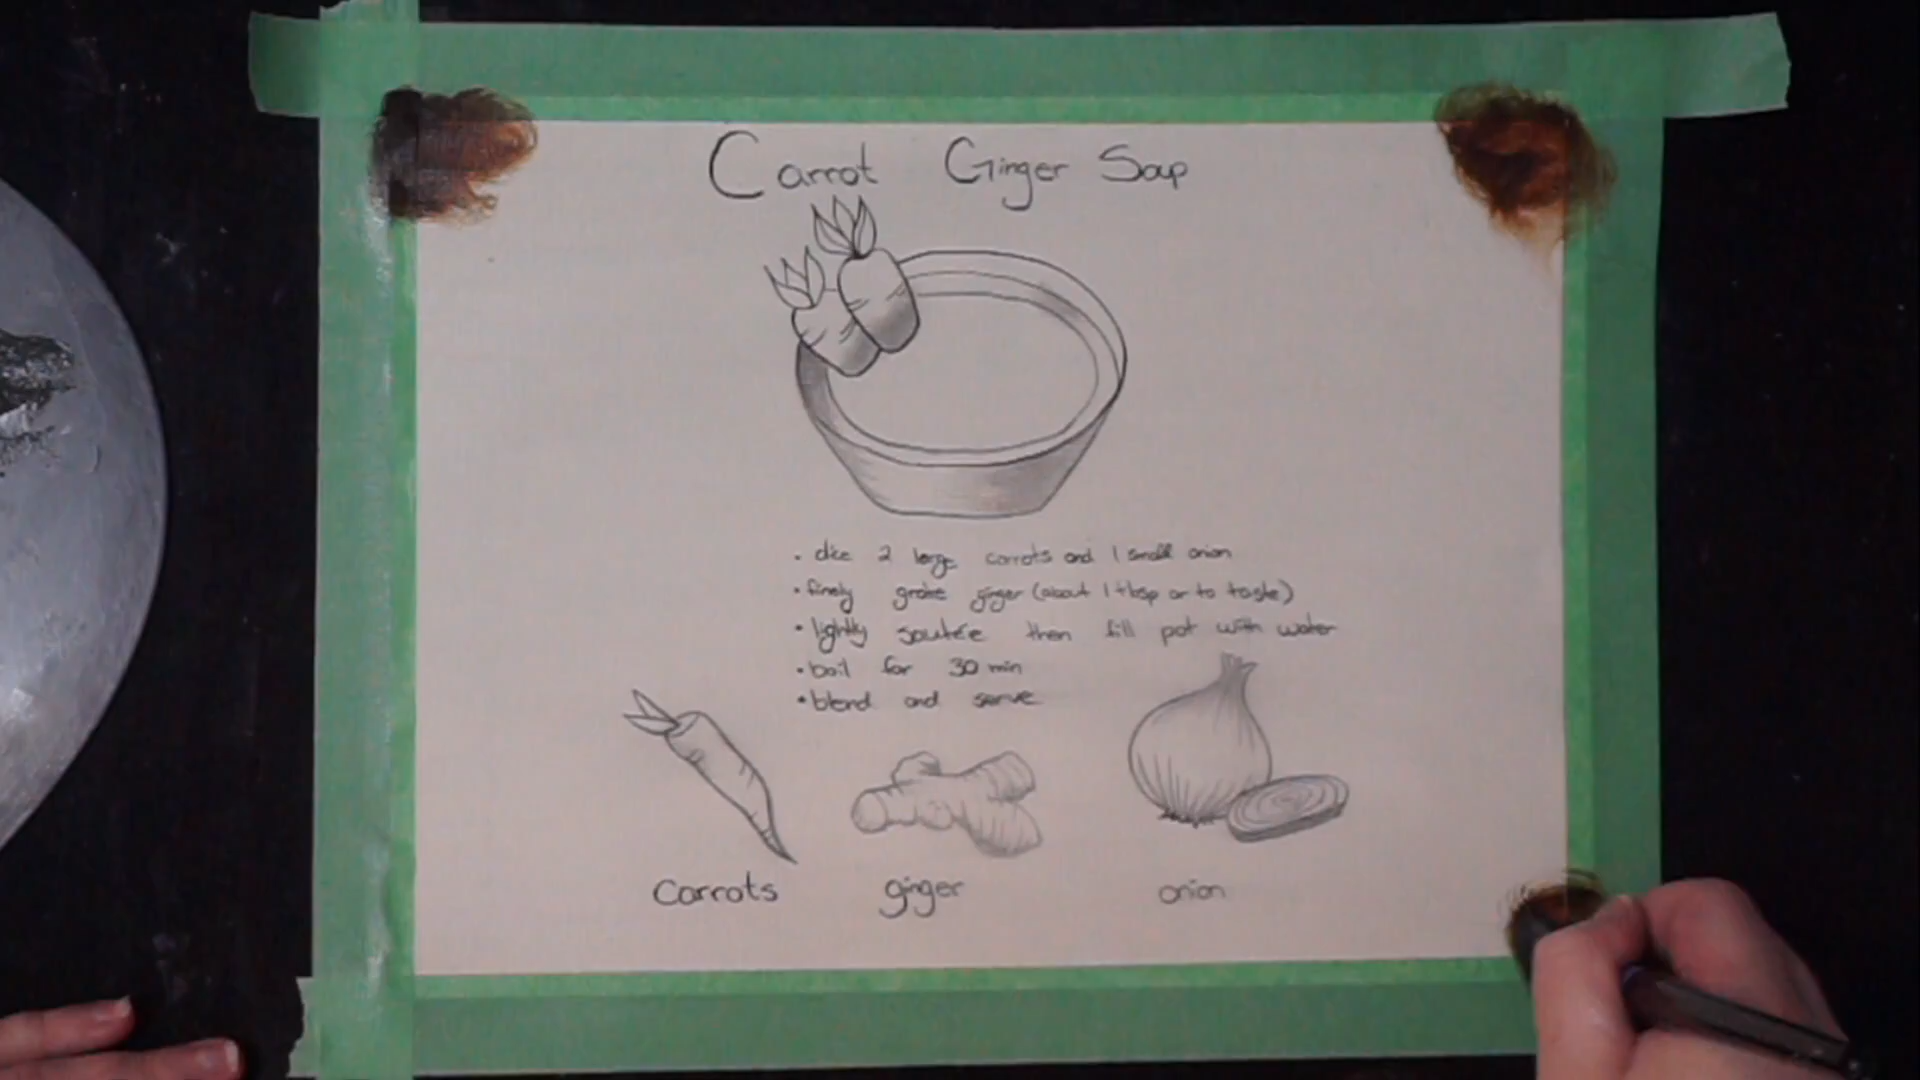 Carrot Ginger Soup
• dice 2 large carrots and 1 small onion
• finely grate ginger (about 1 tbsp or to taste)
• lightly sautée then fill pot with water
• boil for 30 min
• blend and serve
carrots ginger onion